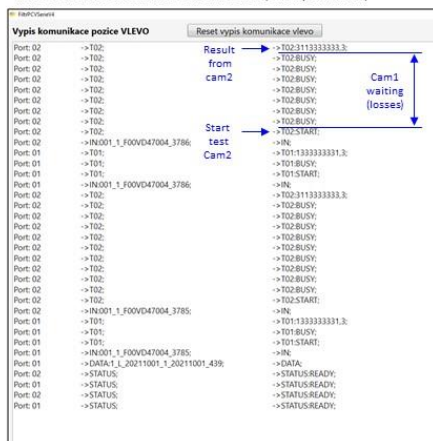 FiltrPCVSeneV4
Vypis komunikace pozice VLEVO Reset vypis komunikace vlevo
Port: 02 ->T02; ->T02:3113333333,3;
Port: 02 ->T02; ->T02:BUSY;
Port: 02 ->T02; ->T02:BUSY;
Port: 02 ->T02; ->T02:BUSY;
Port: 02 ->T02; ->T02:BUSY;
Port: 02 ->T02; ->T02:BUSY;
Port: 02 ->T02; ->T02:BUSY;
Port: 02 ->T02; ->T02:START;
Port: 02 ->IN:001_1_F00VD47004_3786; ->IN;
Port: 01 ->T01; ->T01:1333333331,3;
Port: 01 ->T01; ->T01:BUSY;
Port: 01 ->T01; ->T01:START;
Port: 01 ->IN:001_1_F00VD47004_3786; ->IN;
Port: 02 ->T02; ->T02:3113333333,3;
Port: 02 ->T02; ->T02:BUSY;
Port: 02 ->T02; ->T02:BUSY;
Port: 02 ->T02; ->T02:BUSY;
Port: 02 ->T02; ->T02:BUSY;
Port: 02 ->T02; ->T02:BUSY;
Port: 02 ->T02; ->T02:BUSY;
Port: 02 ->T02; ->T02:BUSY;
Port: 02 ->T02; ->T02:BUSY;
Port: 02 ->T02; ->T02:START;
Port: 02 ->IN:001_1_F00VD47004_3785; ->IN;
Port: 01 ->T01; ->T01:1333333331,3;
Port: 01 ->T01; ->T01:BUSY;
Port: 01 ->T01; ->T01:START;
Port: 01 ->IN:001_1_F00VD47004_3785; ->IN;
Port: 01 ->DATA:1_L_20211001_1_20211001_439; ->DATA;
Port: 02 ->STATUS; ->STATUS:READY;
Port: 01 ->STATUS; ->STATUS:READY;
Port: 02 ->STATUS; ->STATUS:READY;
Port: 01 ->STATUS; ->STATUS:READY;
Result
from
cam2
Start
test
Cam2
Cam1
waiting
(losses)